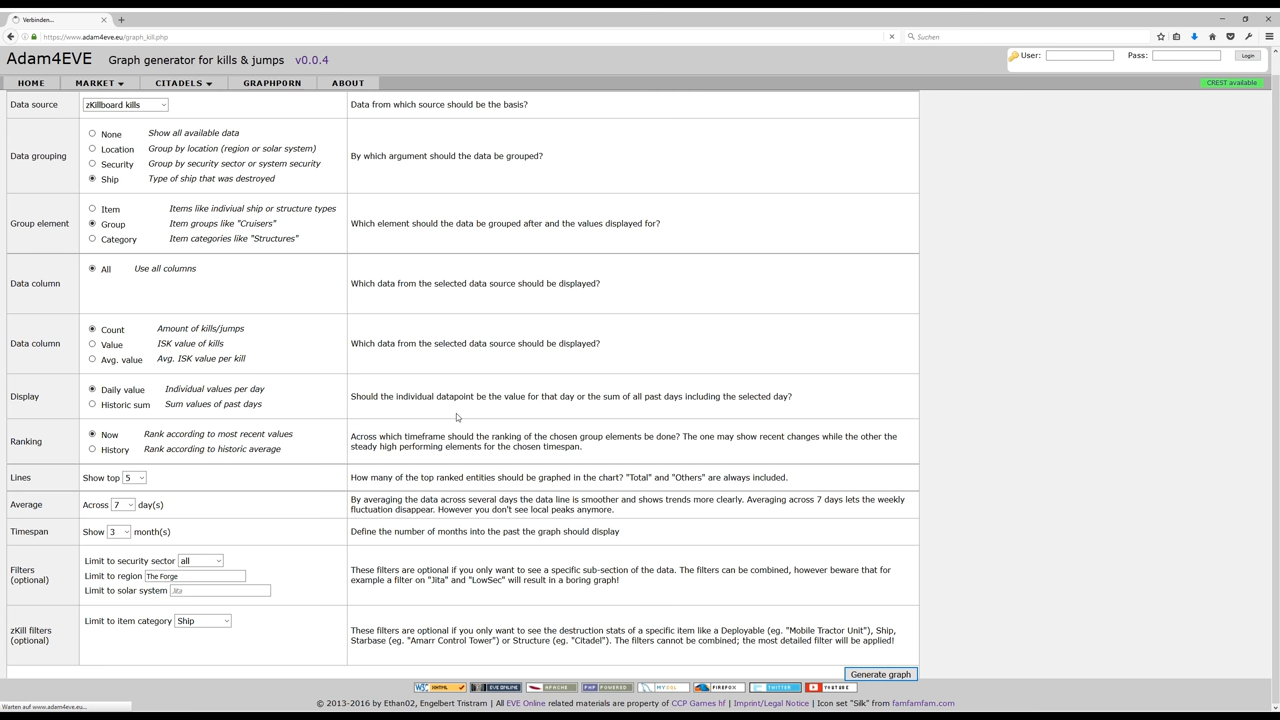 Verbinden...
https://www.adam4eve.eu/graph_kill.php
Suchen
Adam4EVE Graph generator for kills & jumps v0.0.4
User: Pass: Login
HOME MARKET CITADELS GRAPHPORN ABOUT
CREST available
Data source zKillboard kills Data from which source should be the basis?
None Show all available data
Location Group by location (region or solar system)
Data grouping By which argument should the data be grouped?
Security Group by security sector or system security
Ship Type of ship that was destroyed
Item Items like indiviual ship or structure types
Group element Group Item groups like "Cruisers" Which element should the data be grouped after and the values displayed for?
Category Item categories like "Structures"
All Use all columns
Data column Which data from the selected data source should be displayed?
Count Amount of kills/jumps
Data column Value ISK value of kills Which data from the selected data source should be displayed?
Avg. value Avg. ISK value per kill
Daily value Individual values per day
Display Should the individual datapoint be the value for that day or the sum of all past days including the selected day?
Historic sum Sum values of past days
Now Rank according to most recent values
Ranking Across which timeframe should the ranking of the chosen group elements be done? The one may show recent changes while the other the
steady high performing elements for the chosen timespan.
History Rank according to historic average
Lines Show top 5 How many of the top ranked entities should be graphed in the chart? "Total" and "Others" are always included.
Average Across 7 day(s) By averaging the data across several days the data line is smoother and shows trends more clearly. Averaging across 7 days lets the weekly
fluctuation disappear. However you don't see local peaks anymore.
Timespan Show 3 month(s) Define the number of months into the past the graph should display
Limit to security sector all
Filters
(optional)
Limit to region The Forge
Limit to solar system Jita
These filters are optional if you only want to see a specific sub-section of the data. The filters can be combined, however beware that for
example a filter on "Jita" and "LowSec" will result in a boring graph!
Limit to item category Ship
zKill filters
(optional)
These filters are optional if you only want to see the destruction stats of a specific item like a Deployable (eg. "Mobile Tractor Unit"), Ship,
Starbase (eg. "Amarr Control Tower") or Structure (eg. "Citadel"). The filters cannot be combined; the most detailed filter will be applied!
Generate graph
W3C XHTML EVE ONLINE APACHE PHP POWERED MYSQL FIREFOX TWITTER YOUTUBE
© 2013-2016 by Ethan02, Engelbert Tristram | All EVE Online related materials are property of CCP Games hf | Imprint/Legal Notice | Icon set "Silk" from famfamfam.com
Warten auf www.adam4eve.eu...